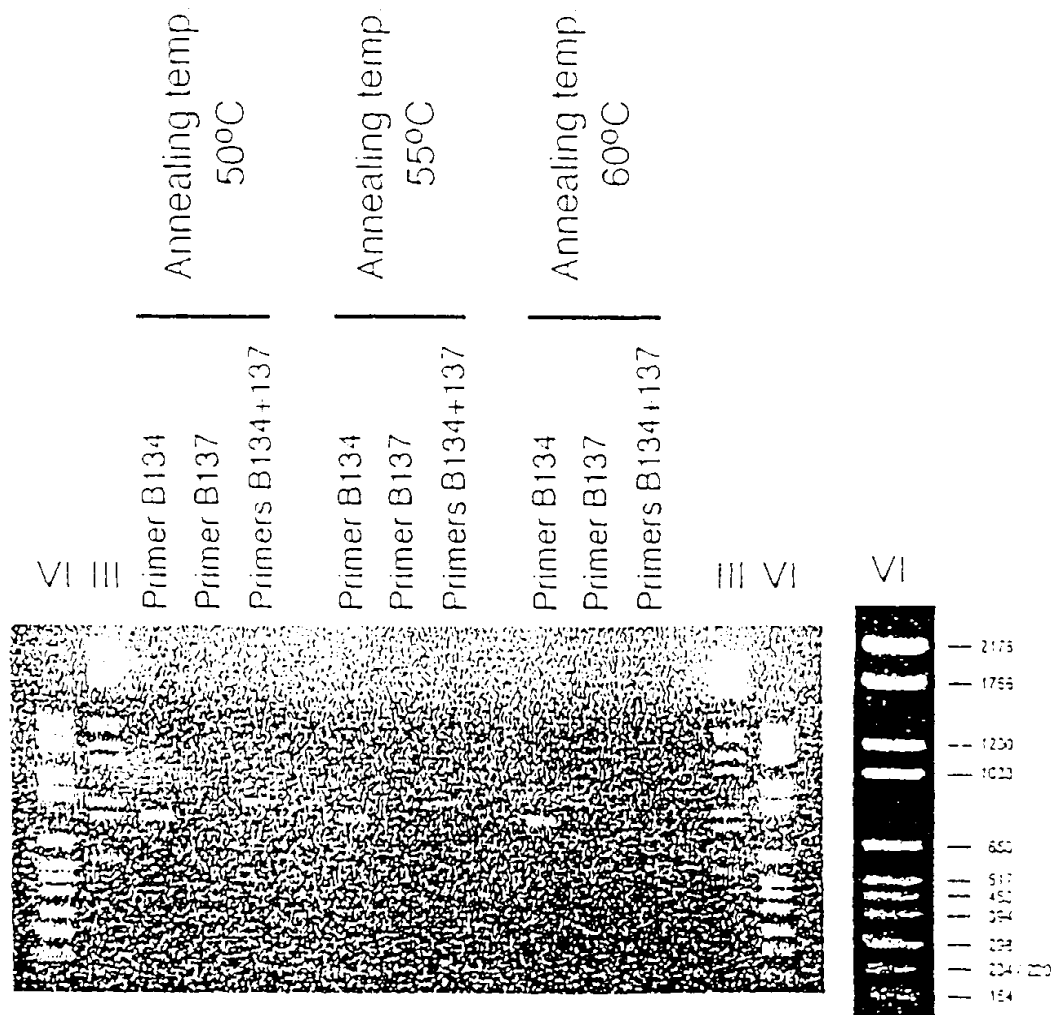 Annealing temp.
50ºC
Annealing temp.
55ºC
Annealing temp.
60ºC
VI
III
Primer B134
Primer B137
Primers B134+137
Primer B134
Primer B137
Primers B134+137
Primer B134
Primer B137
Primers B134+137
III
VI
VI
2176
1766
1230
1033
653
517
453
394
298
234 / 220
154